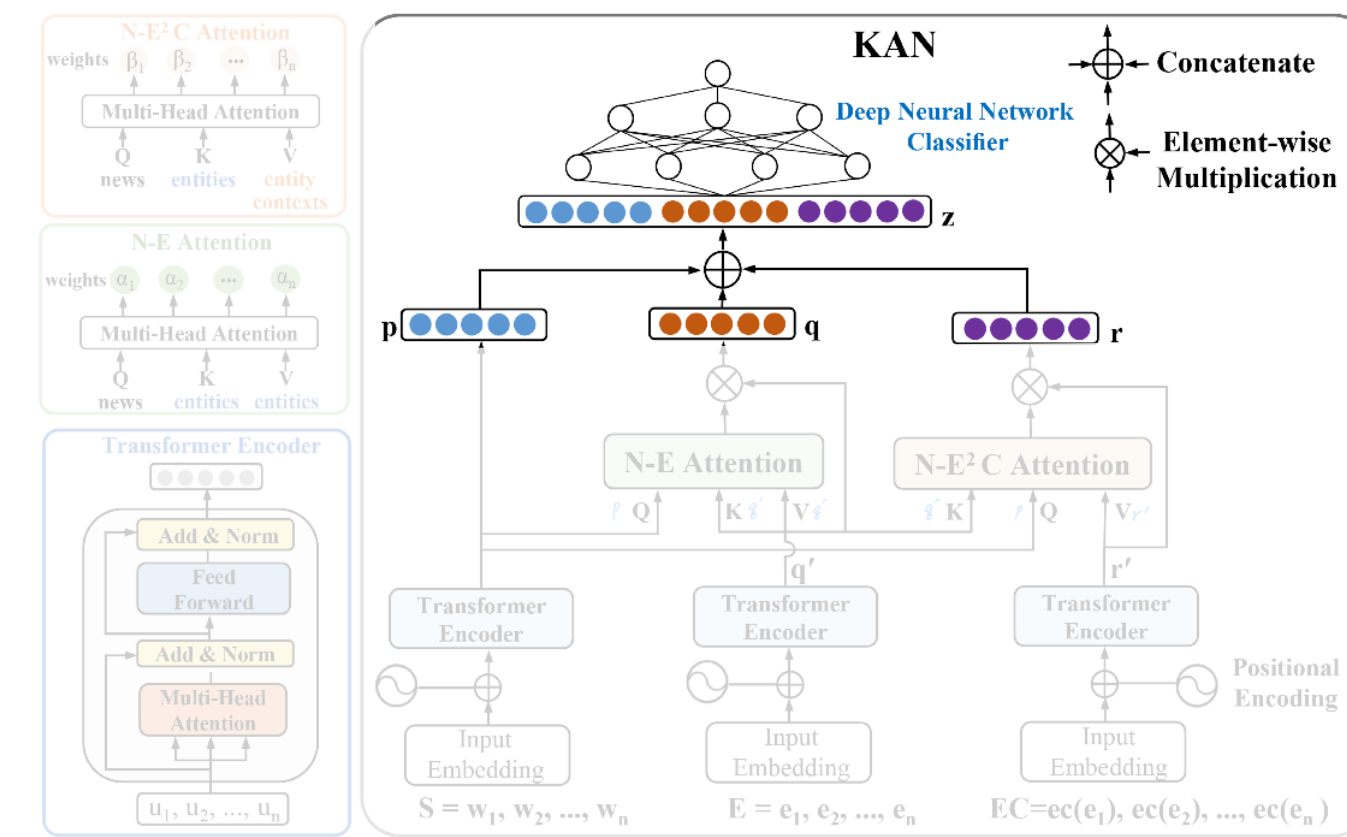 N-E² C Attention
weights β₁ β₂ ... βₙ
Multi-Head Attention
Q K V
news entities entity
contexts
N-E Attention
weights α₁ α₂ ... αₙ
Multi-Head Attention
Q K V
news entities entities
Transformer Encoder
Add & Norm
Feed
Forward
Add & Norm
Multi-Head
Attention
u₁, u₂, ..., uₙ
KAN
Concatenate
Element-wise
Multiplication
Deep Neural Network
Classifier
z
p q r
N-E Attention N-E² C Attention
p Q K q′ V q′ q′ K p Q V r′
q′ r′
Transformer
Encoder
Transformer
Encoder
Transformer
Encoder
Positional
Encoding
Input
Embedding
Input
Embedding
Input
Embedding
S = w₁, w₂, ..., wₙ
E = e₁, e₂, ..., eₙ
EC=ec(e₁), ec(e₂), ..., ec(eₙ )